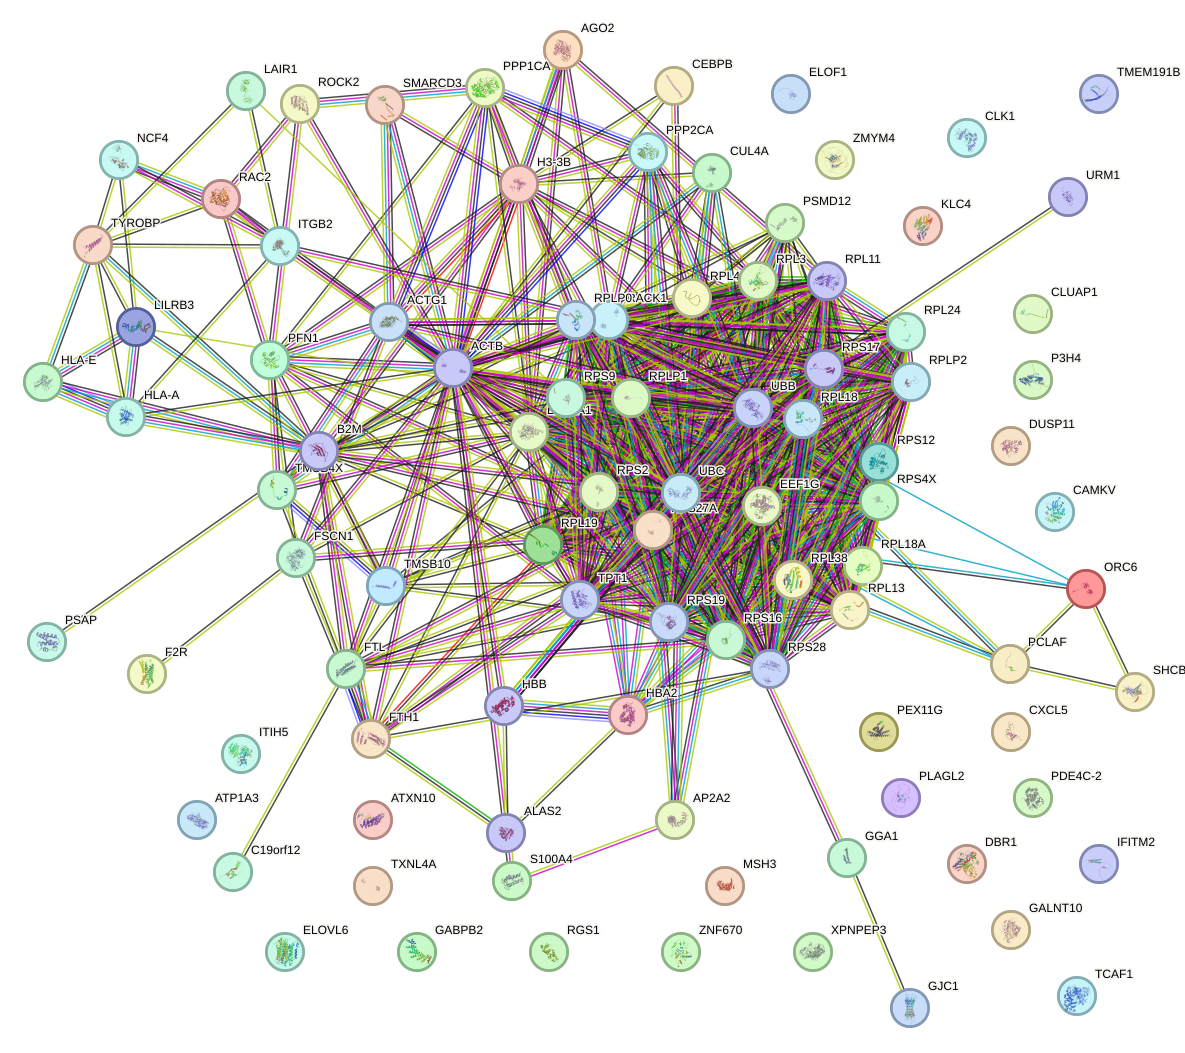 AGO2
LAIR1
ROCK2
SMARCD3
PPP1CA
CEBPB
ELOF1
TMEM191B
CLK1
NCF4
PPP2CA
CUL4A
ZMYM4
H3-3B
RAC2
URM1
PSMD12
KLC4
TYROBP
ITGB2
RPL3
RPL11
RPL4
LILRB3
ACTG1
RPLP0
RACK1
RPL24
CLUAP1
PFN1
ACTB
RPS17
RPLP2
P3H4
HLA-E
HLA-A
RPS9
RPLP1
UBB
RPL18
B2M
DUSP11
RPS12
TMSB4X
RPS2
UBC
EEF1G
RPS4X
CAMKV
FSCN1
RPL19
RPL38
RPL18A
TMSB10
TPT1
RPL13
ORC6
PSAP
F2R
FTL
RPS19
RPS16
RPS28
PCLAF
SHCB
HBB
HBA2
FTH1
PEX11G
CXCL5
ITIH5
PLAGL2
PDE4C-2
ATP1A3
ATXN10
ALAS2
AP2A2
C19orf12
S100A4
GGA1
DBR1
IFITM2
TXNL4A
MSH3
GALNT10
ELOVL6
GABPB2
RGS1
ZNF670
XPNPEP3
TCAF1
GJC1